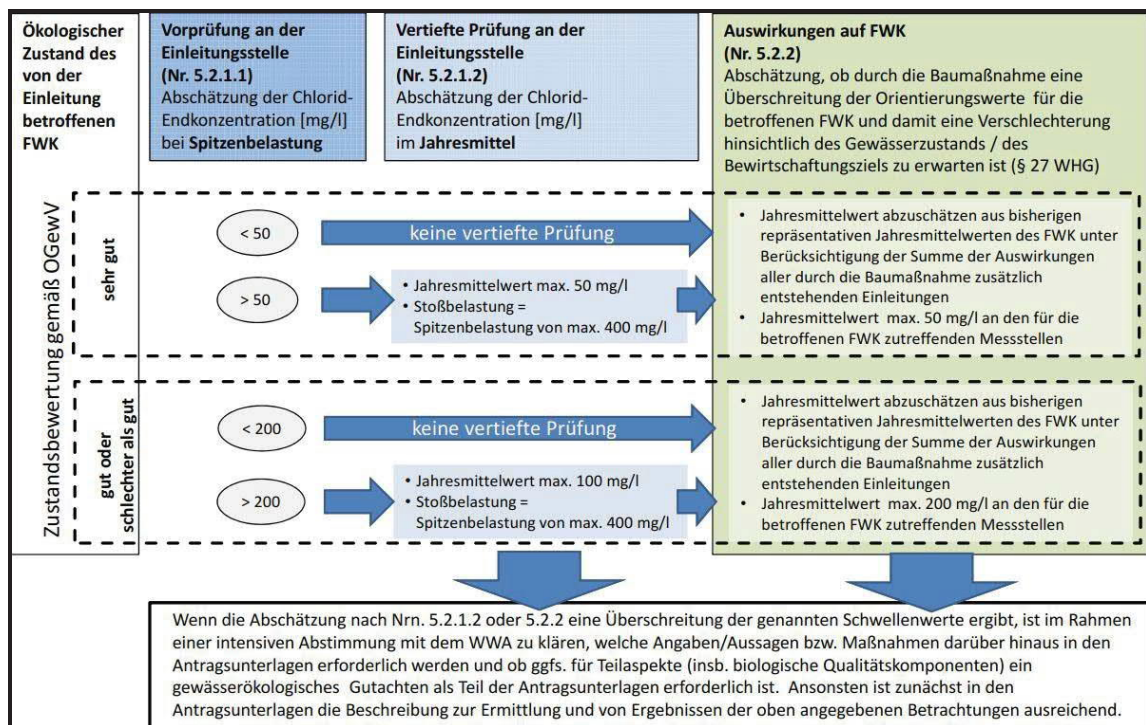 Ökologischer
Zustand des
von der
Einleitung
betroffenen
FWK
Vorprüfung an der
Einleitungsstelle
(Nr. 5.2.1.1)
Abschätzung der Chlorid-
Endkonzentration [mg/l]
bei Spitzenbelastung
Vertiefte Prüfung an der
Einleitungsstelle
(Nr. 5.2.1.2)
Abschätzung der Chlorid-
Endkonzentration [mg/l]
im Jahresmittel
Auswirkungen auf FWK
(Nr. 5.2.2)
Abschätzung, ob durch die Baumaßnahme eine
Überschreitung der Orientierungswerte für die
betroffenen FWK und damit eine Verschlechterung
hinsichtlich des Gewässerzustands / des
Bewirtschaftungsziels zu erwarten ist (§ 27 WHG)
Zustandsbewertung gemäß OGewV
sehr gut
< 50
keine vertiefte Prüfung
> 50
• Jahresmittelwert max. 50 mg/l
• Stoßbelastung =
Spitzenbelastung von max. 400 mg/l
• Jahresmittelwert abzuschätzen aus bisherigen
repräsentativen Jahresmittelwerten des FWK unter
Berücksichtigung der Summe der Auswirkungen
aller durch die Baumaßnahme zusätzlich
entstehenden Einleitungen
• Jahresmittelwert max. 50 mg/l an den für die
betroffenen FWK zutreffenden Messstellen
gut oder
schlechter als gut
< 200
keine vertiefte Prüfung
> 200
• Jahresmittelwert max. 100 mg/l
• Stoßbelastung =
Spitzenbelastung von max. 400 mg/l
• Jahresmittelwert abzuschätzen aus bisherigen
repräsentativen Jahresmittelwerten des FWK unter
Berücksichtigung der Summe der Auswirkungen
aller durch die Baumaßnahme zusätzlich
entstehenden Einleitungen
• Jahresmittelwert max. 200 mg/l an den für die
betroffenen FWK zutreffenden Messstellen
Wenn die Abschätzung nach Nrn. 5.2.1.2 oder 5.2.2 eine Überschreitung der genannten Schwellenwerte ergibt, ist im Rahmen
einer intensiven Abstimmung mit dem WWA zu klären, welche Angaben/Aussagen bzw. Maßnahmen darüber hinaus in den
Antragsunterlagen erforderlich werden und ob ggfs. für Teilaspekte (insb. biologische Qualitätskomponenten) ein
gewässerökologisches Gutachten als Teil der Antragsunterlagen erforderlich ist. Ansonsten ist zunächst in den
Antragsunterlagen die Beschreibung zur Ermittlung und von Ergebnissen der oben angegebenen Betrachtungen ausreichend.